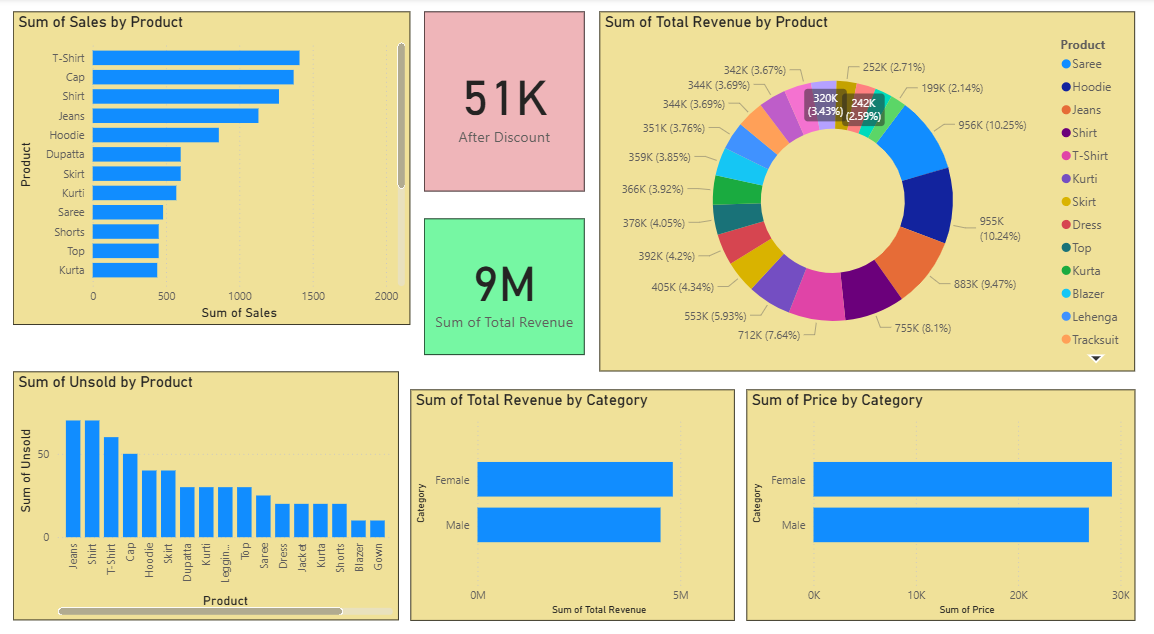 Sum of Sales by Product
Product
T-Shirt
Cap
Shirt
Jeans
Hoodie
Dupatta
Skirt
Kurti
Saree
Shorts
Top
Kurta
0 500 1000 1500 2000
Sum of Sales
51K
After Discount
9M
Sum of Total Revenue
Sum of Total Revenue by Product
342K (3.67%)
344K (3.69%)
344K (3.69%)
351K (3.76%)
359K (3.85%)
366K (3.92%)
378K (4.05%)
392K (4.2%)
405K (4.34%)
553K (5.93%)
712K (7.64%)
755K (8.1%)
883K (9.47%)
955K
(10.24%)
956K (10.25%)
199K (2.14%)
252K (2.71%)
320K
(3.43%)
242K
(2.59%)
Product
Saree
Hoodie
Jeans
Shirt
T-Shirt
Kurti
Skirt
Dress
Top
Kurta
Blazer
Lehenga
Tracksuit
Sum of Unsold by Product
Sum of Unsold
50
0
Jeans
Shirt
T-Shirt
Cap
Hoodie
Skirt
Dupatta
Kurti
Leggin...
Top
Saree
Dress
Jacket
Kurta
Shorts
Blazer
Gown
Product
Sum of Total Revenue by Category
Category
Female
Male
0M 5M
Sum of Total Revenue
Sum of Price by Category
Category
Female
Male
0K 10K 20K 30K
Sum of Price